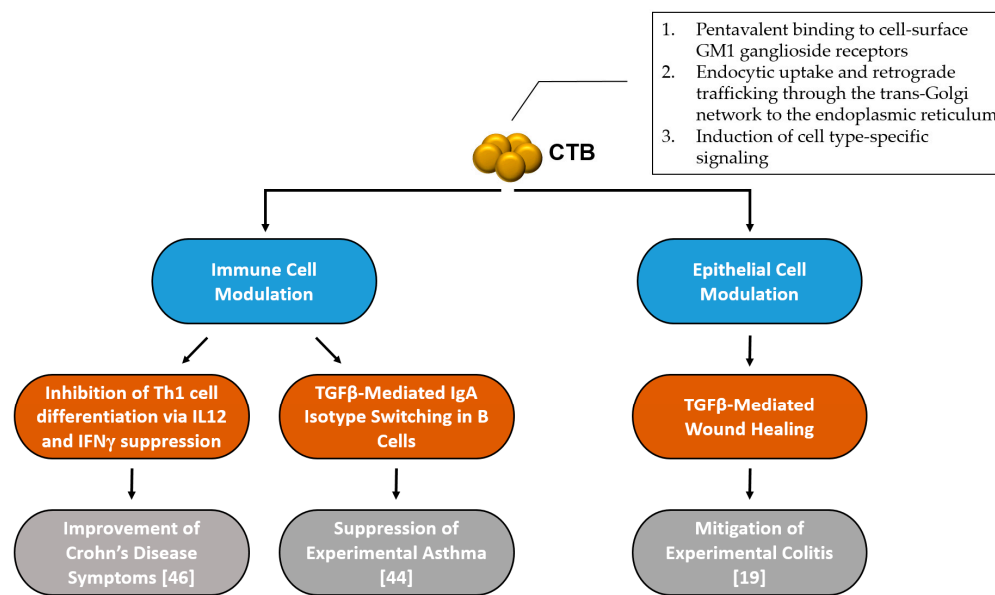 1. Pentavalent binding to cell-surface
GM1 ganglioside receptors
2. Endocytic uptake and retrograde
trafficking through the trans-Golgi
network to the endoplasmic reticulum
3. Induction of cell type-specific
signaling
CTB
Immune Cell
Modulation
Epithelial Cell
Modulation
Inhibition of Th1 cell
differentiation via IL12
and IFNγ suppression
TGFβ-Mediated IgA
Isotype Switching in B
Cells
TGFβ-Mediated
Wound Healing
Improvement of
Crohn’s Disease
Symptoms [46]
Suppression of
Experimental Asthma
[44]
Mitigation of
Experimental Colitis
[19]